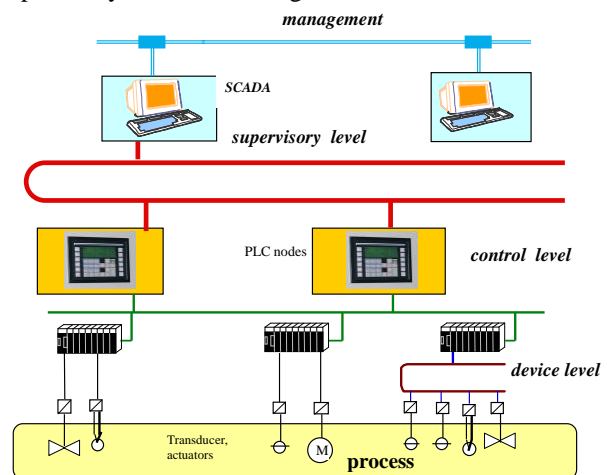 management
SCADA
supervisory level
PLC nodes
control level
device level
Transducer,
actuators
M
process